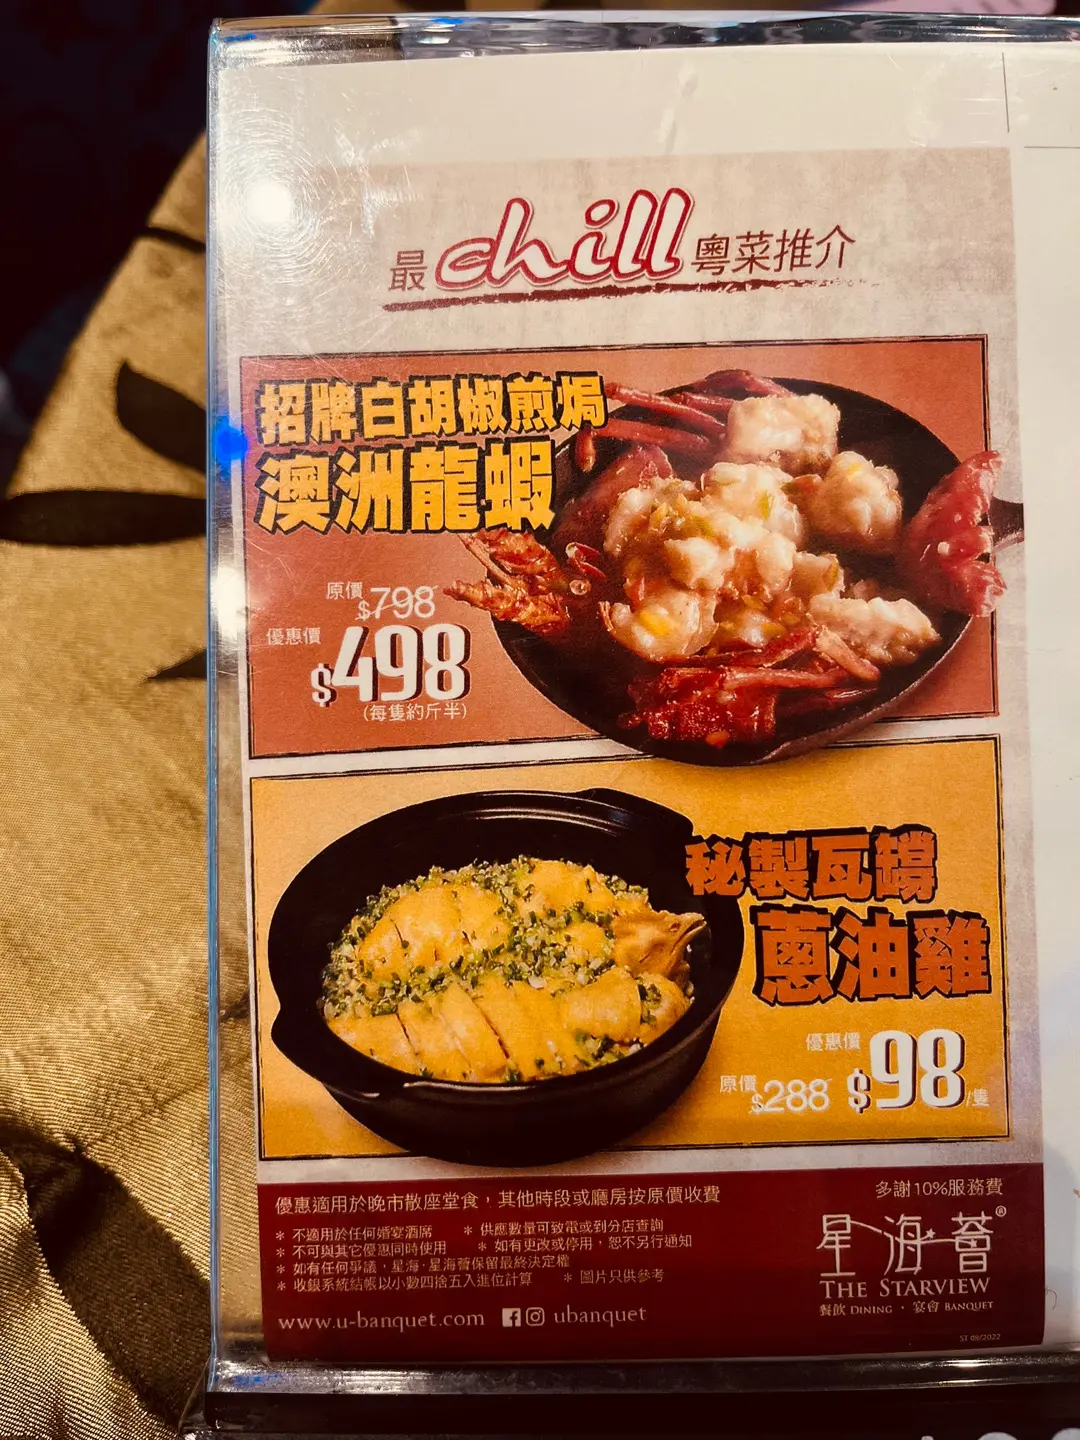 最chill粵菜推介
招牌白胡椒煎焗
澳洲龍蝦
原價
$798
優惠價
$498
(每隻約斤半)
秘製瓦罉
蔥油雞
優惠價
$98/隻
原價
$288
優惠適用於晚市散座堂食，其他時段或廳房按原價收費
多謝10%服務費
* 不適用於任何婚宴酒席 * 供應數量可致電或到分店查詢
* 不可與其它優惠同時使用 * 如有更改或停用，恕不另行通知
* 如有任何爭議，星海·星海薈保留最終決定權
* 收銀系統結帳以小數四捨五入進位計算 * 圖片只供參考
www.u-banquet.com ubanquet
星海薈®
THE STARVIEW
餐飲 DINING · 宴會 BANQUET
ST 08/2022